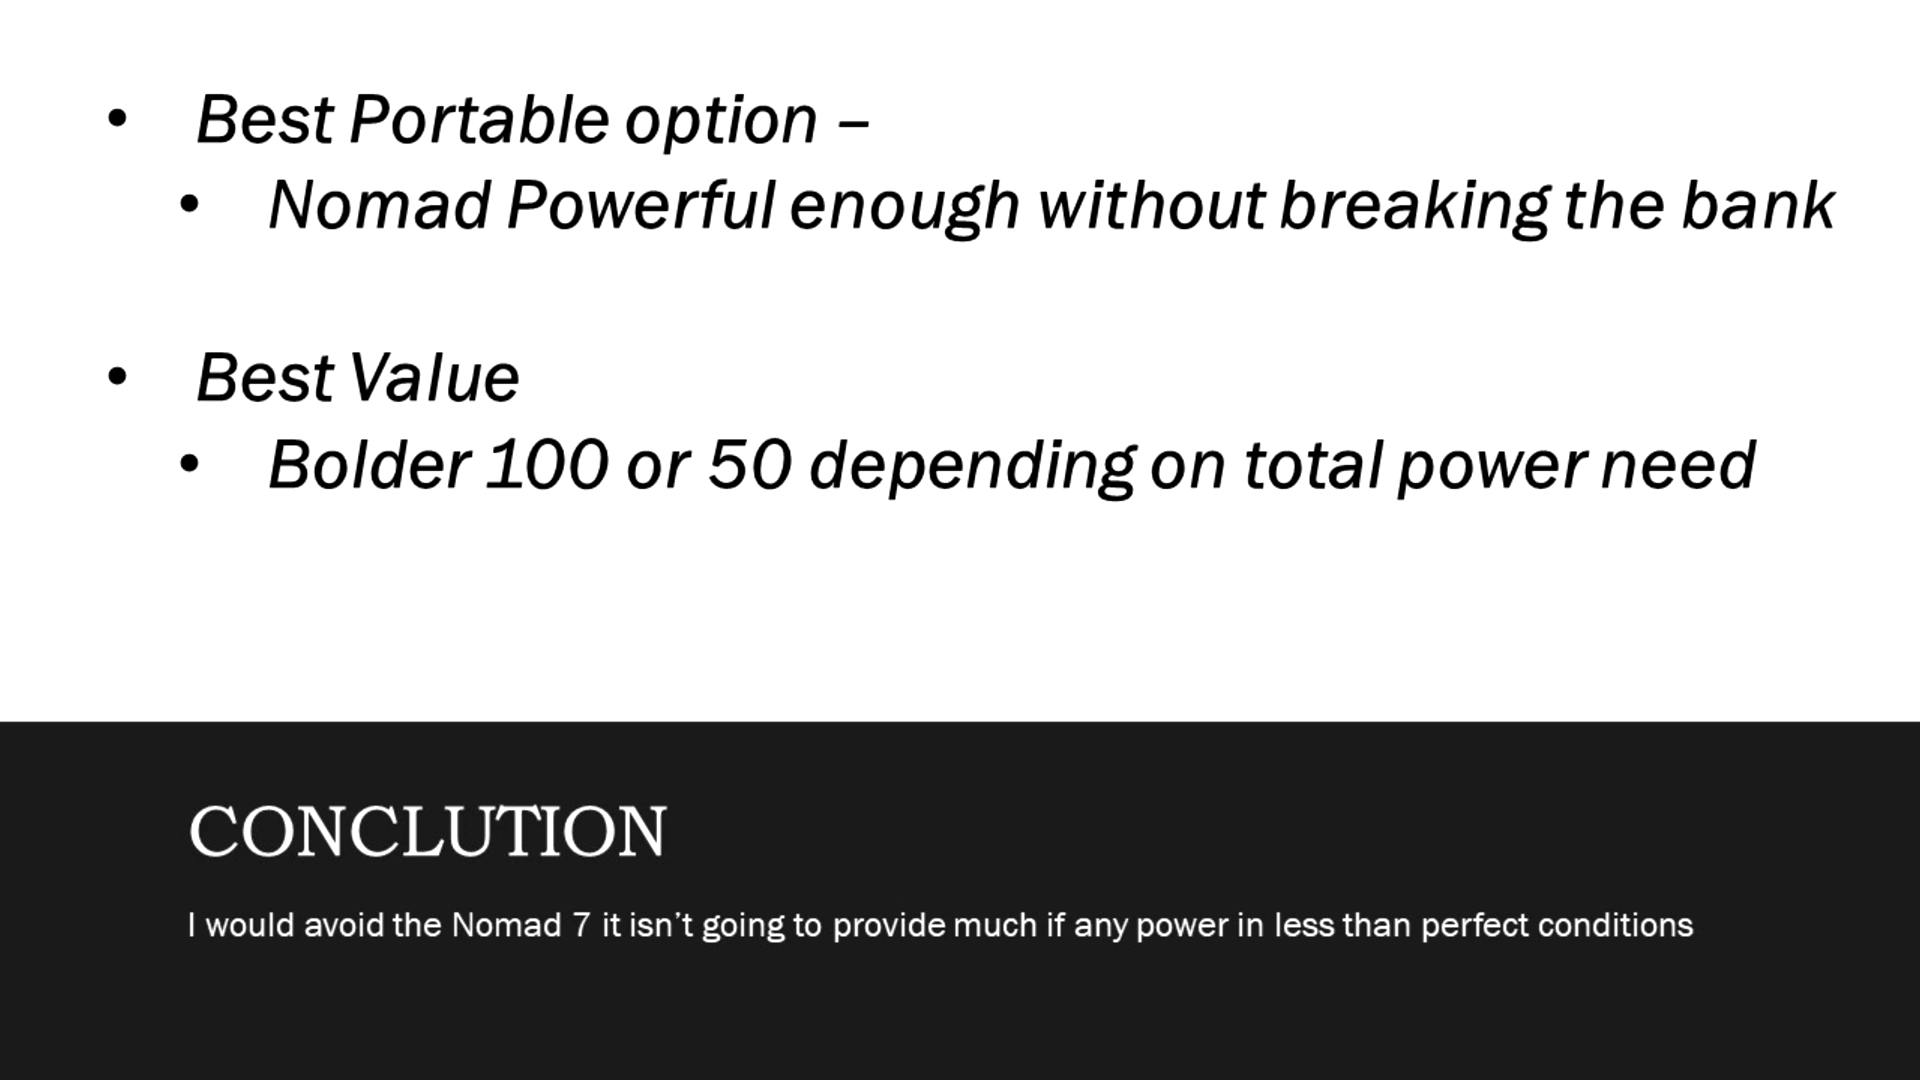 • Best Portable option –
• Nomad Powerful enough without breaking the bank
• Best Value
• Bolder 100 or 50 depending on total power need
CONCLUTION
I would avoid the Nomad 7 it isn’t going to provide much if any power in less than perfect conditions